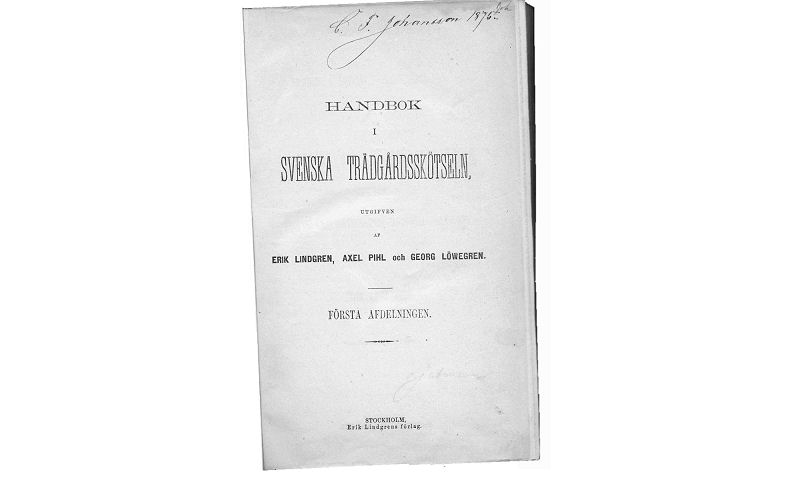 C. F. Johansson 1875
HANDBOK
I
SVENSKA TRÄDGÅRDSSKÖTSELN,
UTGIFVEN
AF
ERIK LINDGREN, AXEL PIHL och GEORG LÖWEGREN.
FÖRSTA AFDELNINGEN.
STOCKHOLM,
Erik Lindgrens förlag.